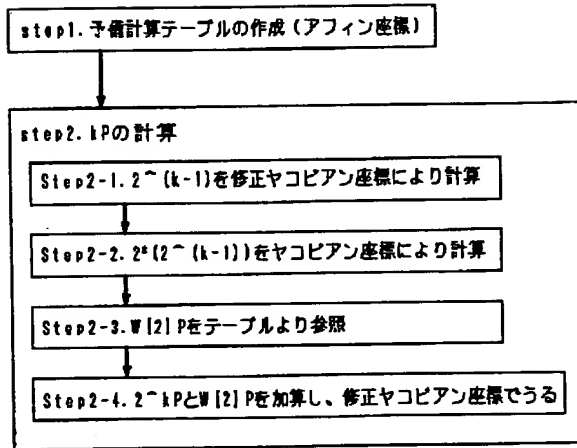 step1.予備計算テーブルの作成(アフィン座標)
step2.kPの計算
Step2-1.2^(k-1)を修正ヤコビアン座標により計算
Step2-2.2*(2^(k-1))をヤコビアン座標により計算
Step2-3.W[2]Pをテーブルより参照
Step2-4.2^kPとW[2]Pを加算し、修正ヤコビアン座標でうる